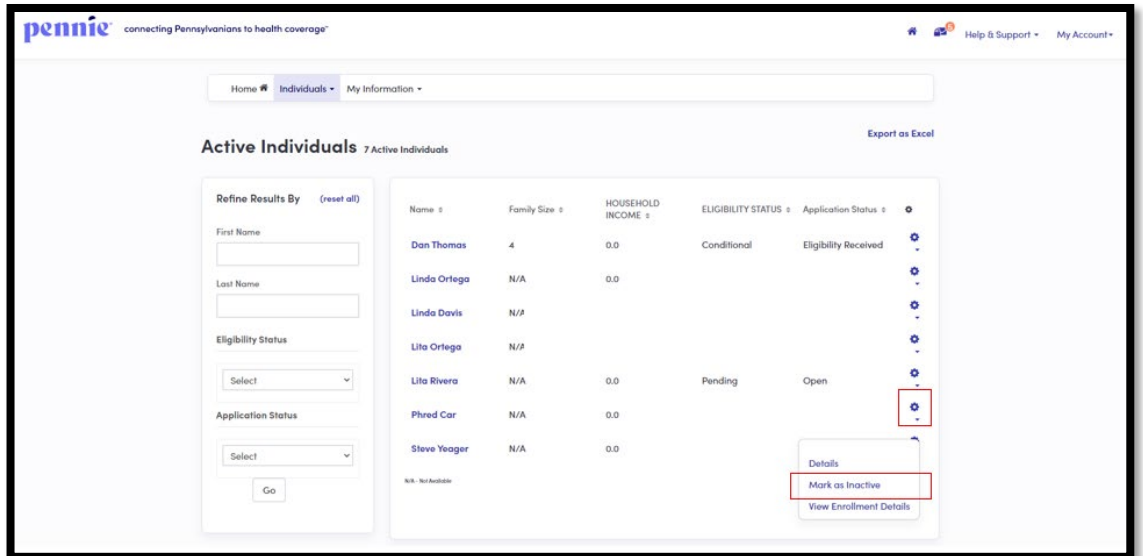 pennie connecting Pennsylvanians to health coverage™
6 Help & Support My Account
Home Individuals My Information
Export as Excel
Active Individuals 7 Active Individuals
Refine Results By (reset all)
First Name
Last Name
Eligibility Status
Select
Application Status
Select
Go
Name Family Size HOUSEHOLD INCOME ELIGIBILITY STATUS Application Status
Dan Thomas 4 0.0 Conditional Eligibility Received
Linda Ortega N/A 0.0
Linda Davis N/A
Lita Ortega N/A
Lita Rivera N/A 0.0 Pending Open
Phred Car N/A 0.0
Steve Yeager N/A 0.0
N/A - Not Available
Details
Mark as Inactive
View Enrollment Details